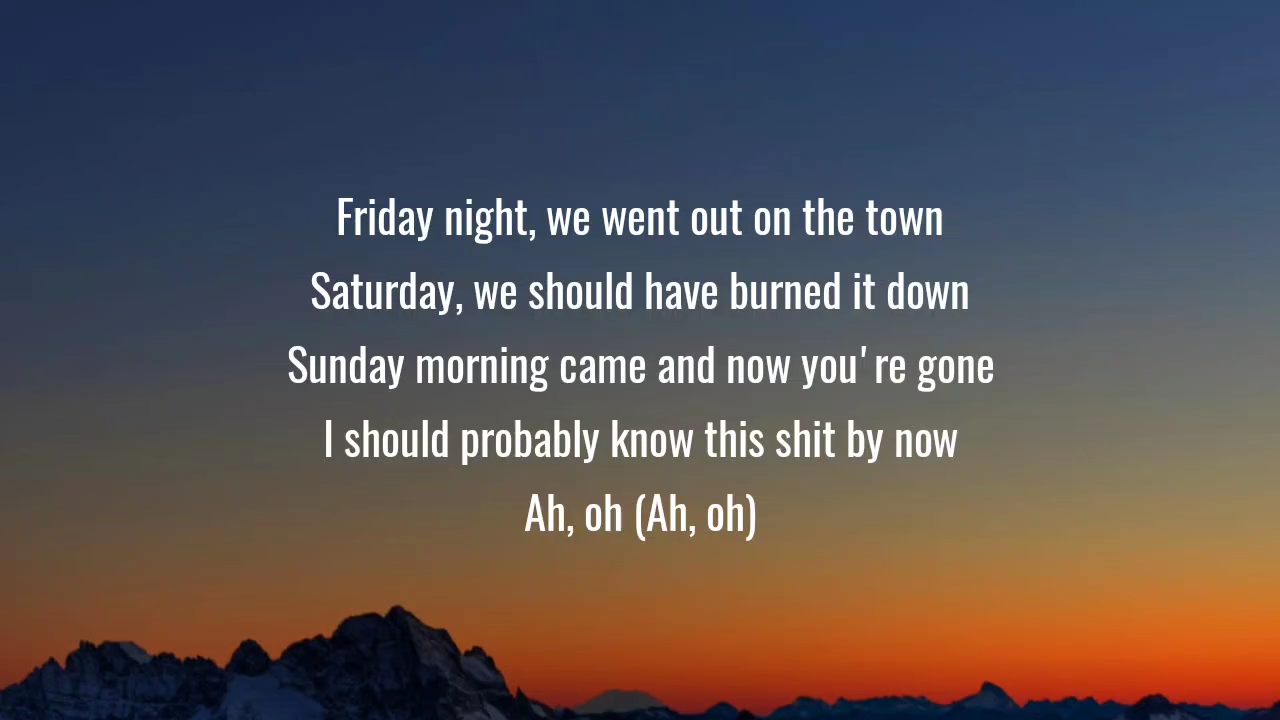 Friday night, we went out on the town
Saturday, we should have burned it down
Sunday morning came and now you're gone
I should probably know this shit by now
Ah, oh (Ah, oh)